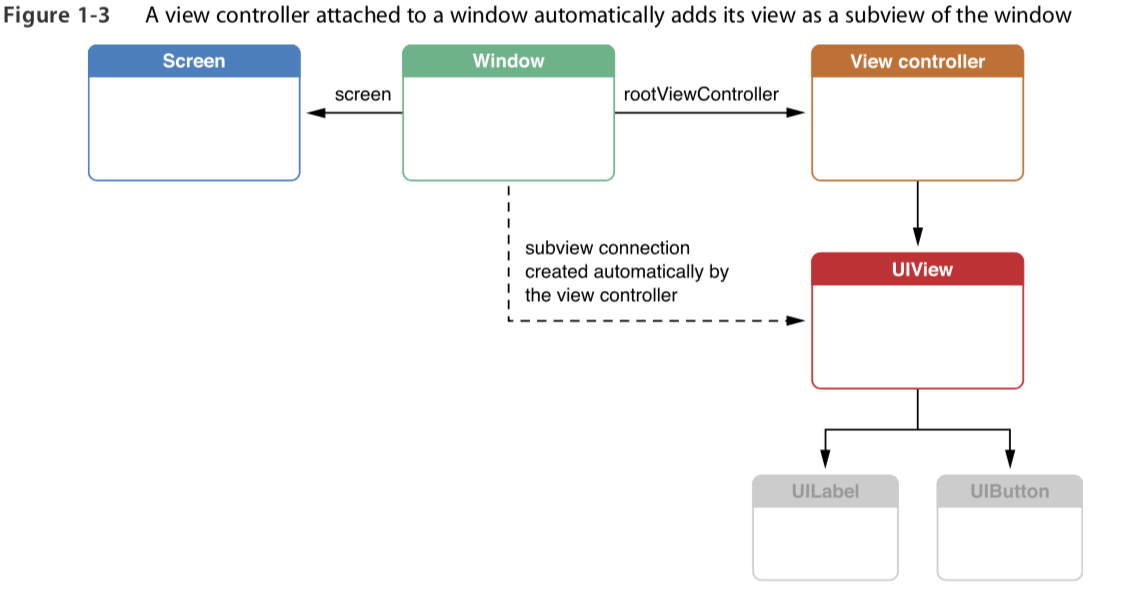 Figure 1-3 A view controller attached to a window automatically adds its view as a subview of the window
Screen
Window
View controller
screen
rootViewController
subview connection
created automatically by
the view controller
UIView
UILabel
UIButton